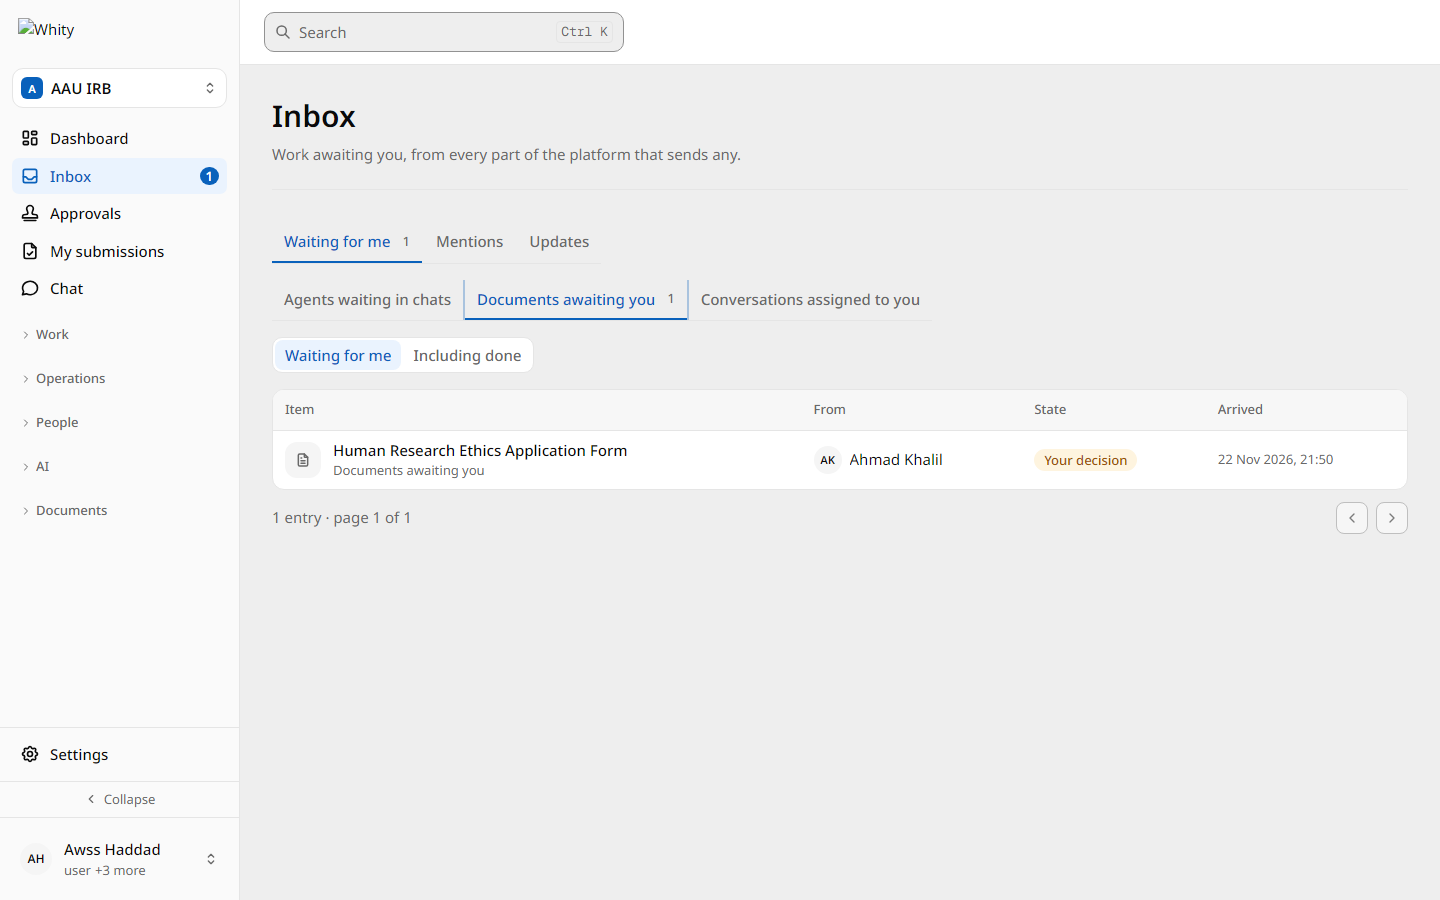 Whity
A AAU IRB
Dashboard
Inbox 1
Approvals
My submissions
Chat
Work
Operations
People
AI
Documents
Settings
Collapse
AH Awss Haddad
user +3 more
Search Ctrl K
Inbox
Work awaiting you, from every part of the platform that sends any.
Waiting for me 1 Mentions Updates
Agents waiting in chats Documents awaiting you 1 Conversations assigned to you
Waiting for me Including done
Item From State Arrived
Human Research Ethics Application Form
Documents awaiting you
AK Ahmad Khalil Your decision 22 Nov 2026, 21:50
1 entry · page 1 of 1